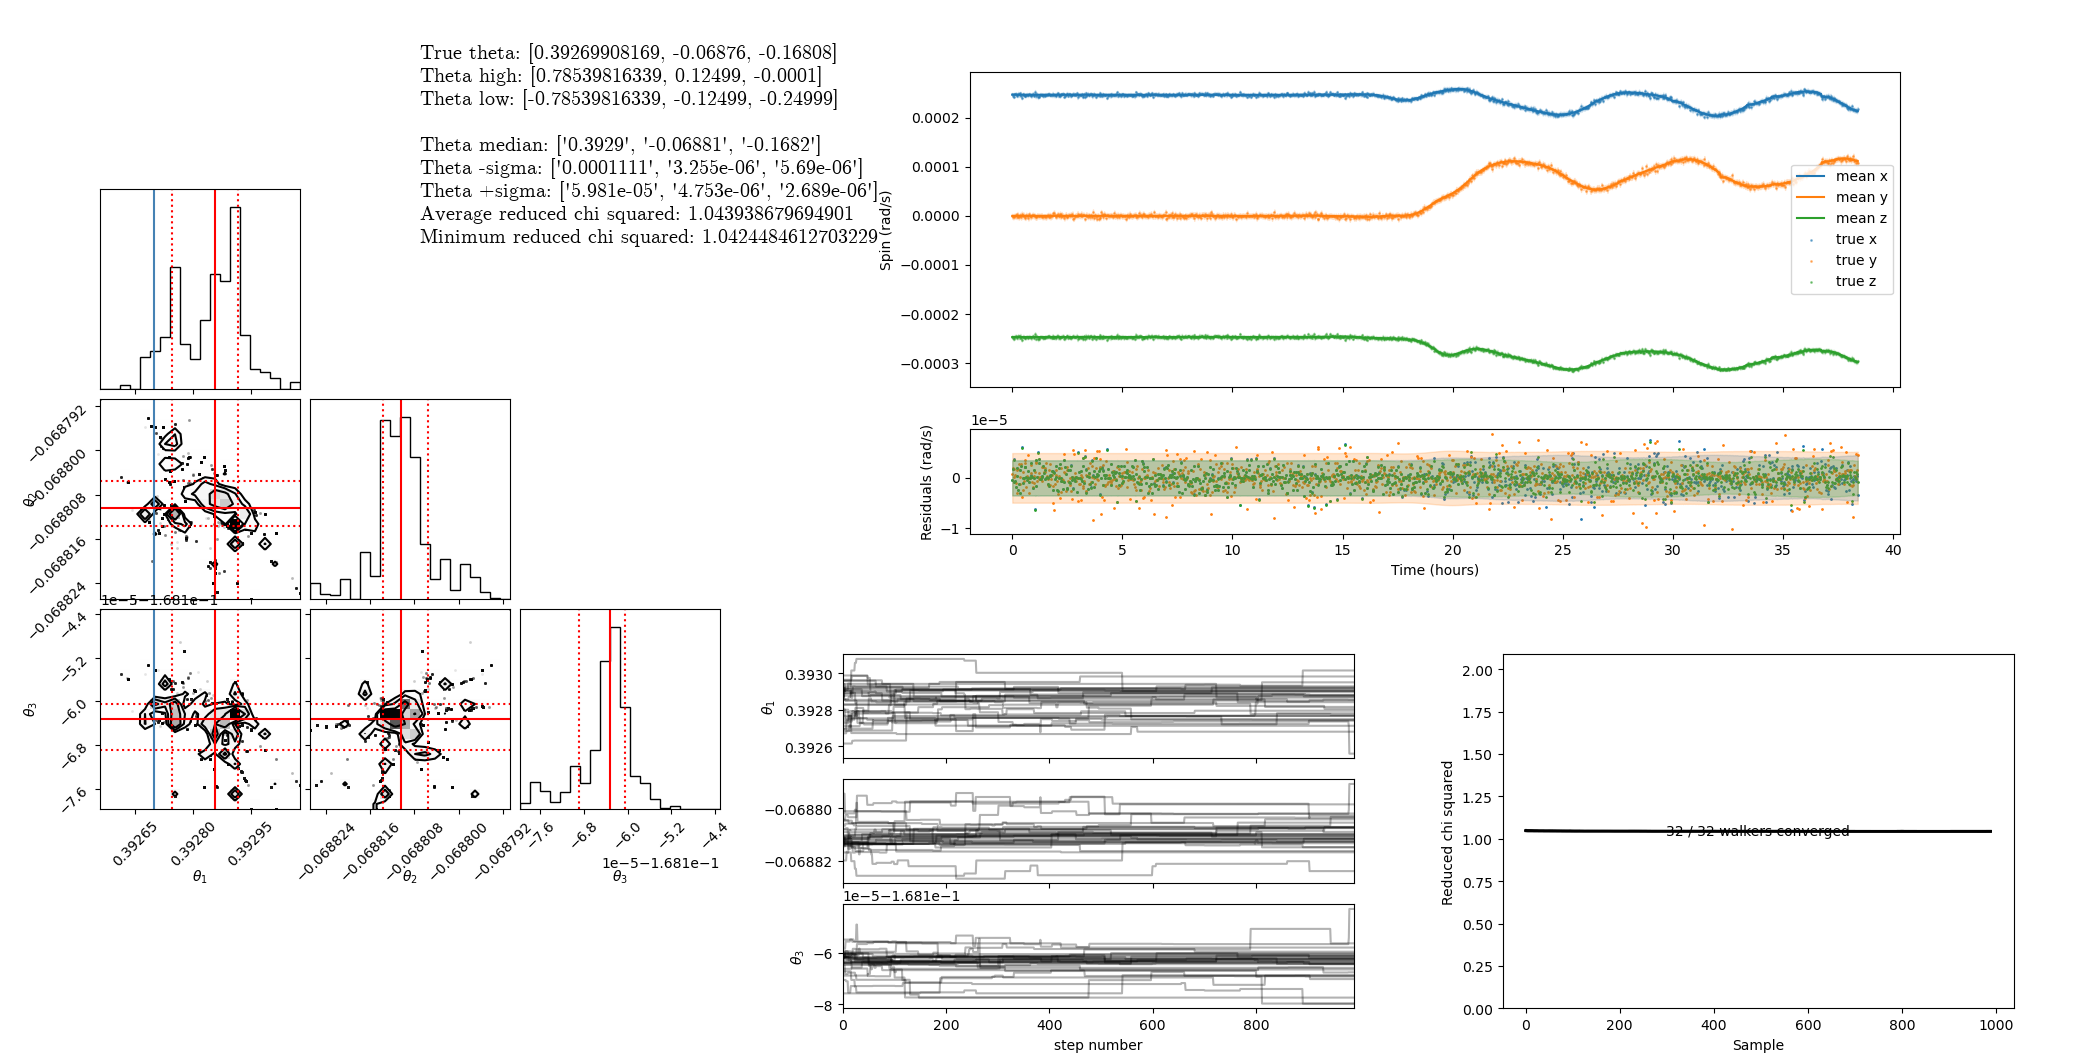 True theta: [0.39269908169, -0.06876, -0.16808]
Theta high: [0.78539816339, 0.12499, -0.0001]
Theta low: [-0.78539816339, -0.12499, -0.24999]
Theta median: ['0.3929', '-0.06881', '-0.1682']
Theta -sigma: ['0.0001111', '3.255e-06', '5.69e-06']
Theta +sigma: ['5.981e-05', '4.753e-06', '2.689e-06']
Average reduced chi squared: 1.043938679694901
Minimum reduced chi squared: 1.0424484612703229
Spin (rad/s)
0.0002
0.0001
0.0000
−0.0001
−0.0002
−0.0003
mean x
mean y
mean z
true x
true y
true z
1e−5
Residuals (rad/s)
0
−1
0 5 10 15 20 25 30 35 40
Time (hours)
θ2
−0.068792
−0.068800
−0.068808
−0.068816
−0.068824
1e−5−1.681e−1
θ3
−4.4
−5.2
−6.0
−6.8
−7.6
0.39265 0.39280 0.39295
θ1
−0.068824 −0.068816 −0.068808 −0.068800 −0.068792
θ2
−7.6 −6.8 −6.0 −5.2 −4.4
1e−5−1.681e−1
θ3
θ1
0.3930
0.3928
0.3926
−0.06880
−0.06882
1e−5−1.681e−1
θ3
−6
−8
0 200 400 600 800
step number
Reduced chi squared
2.00
1.75
1.50
1.25
1.00
0.75
0.50
0.25
0.00
32 / 32 walkers converged
0 200 400 600 800 1000
Sample